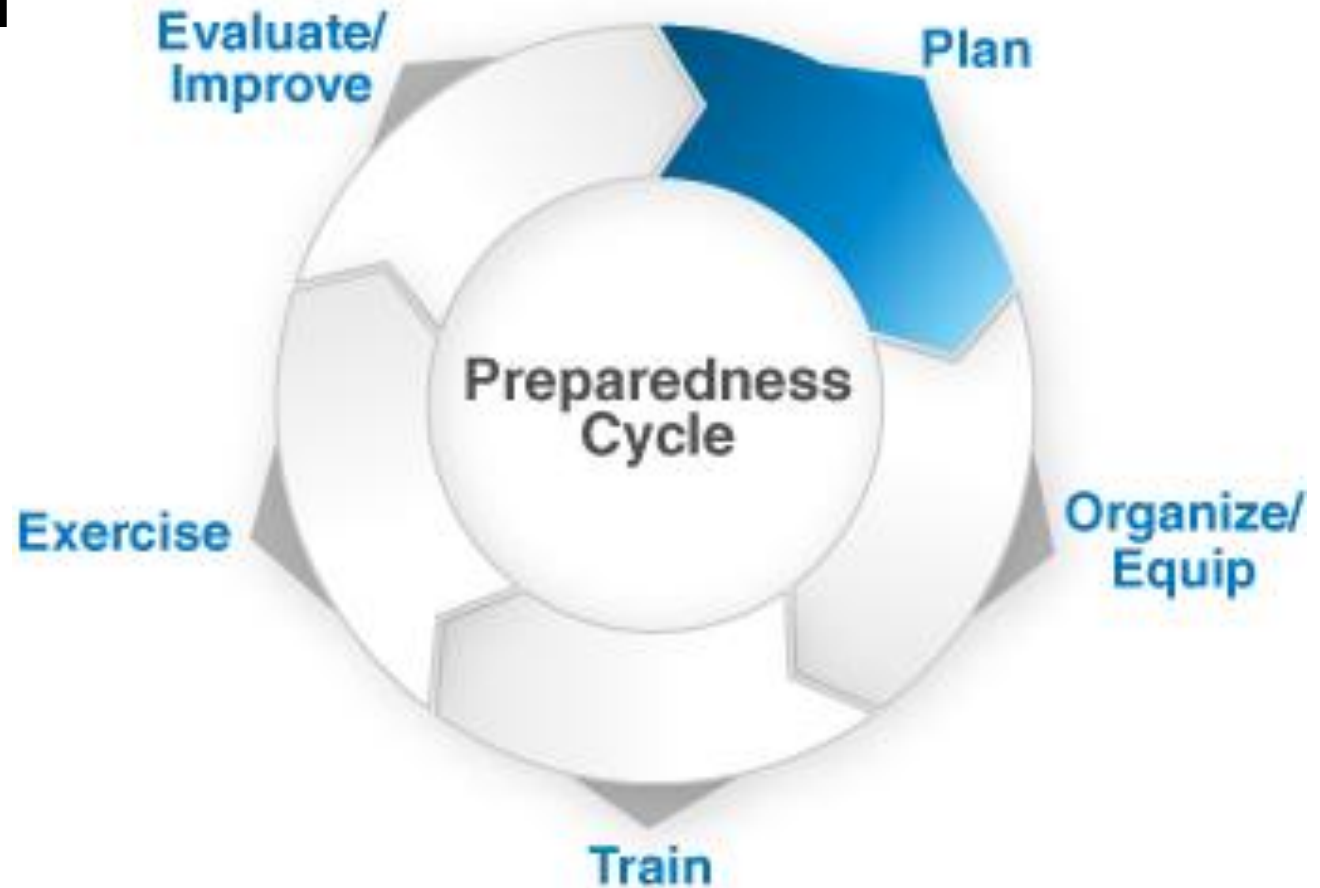 Evaluate/
Improve
Plan
Preparedness
Cycle
Organize/
Equip
Exercise
Train